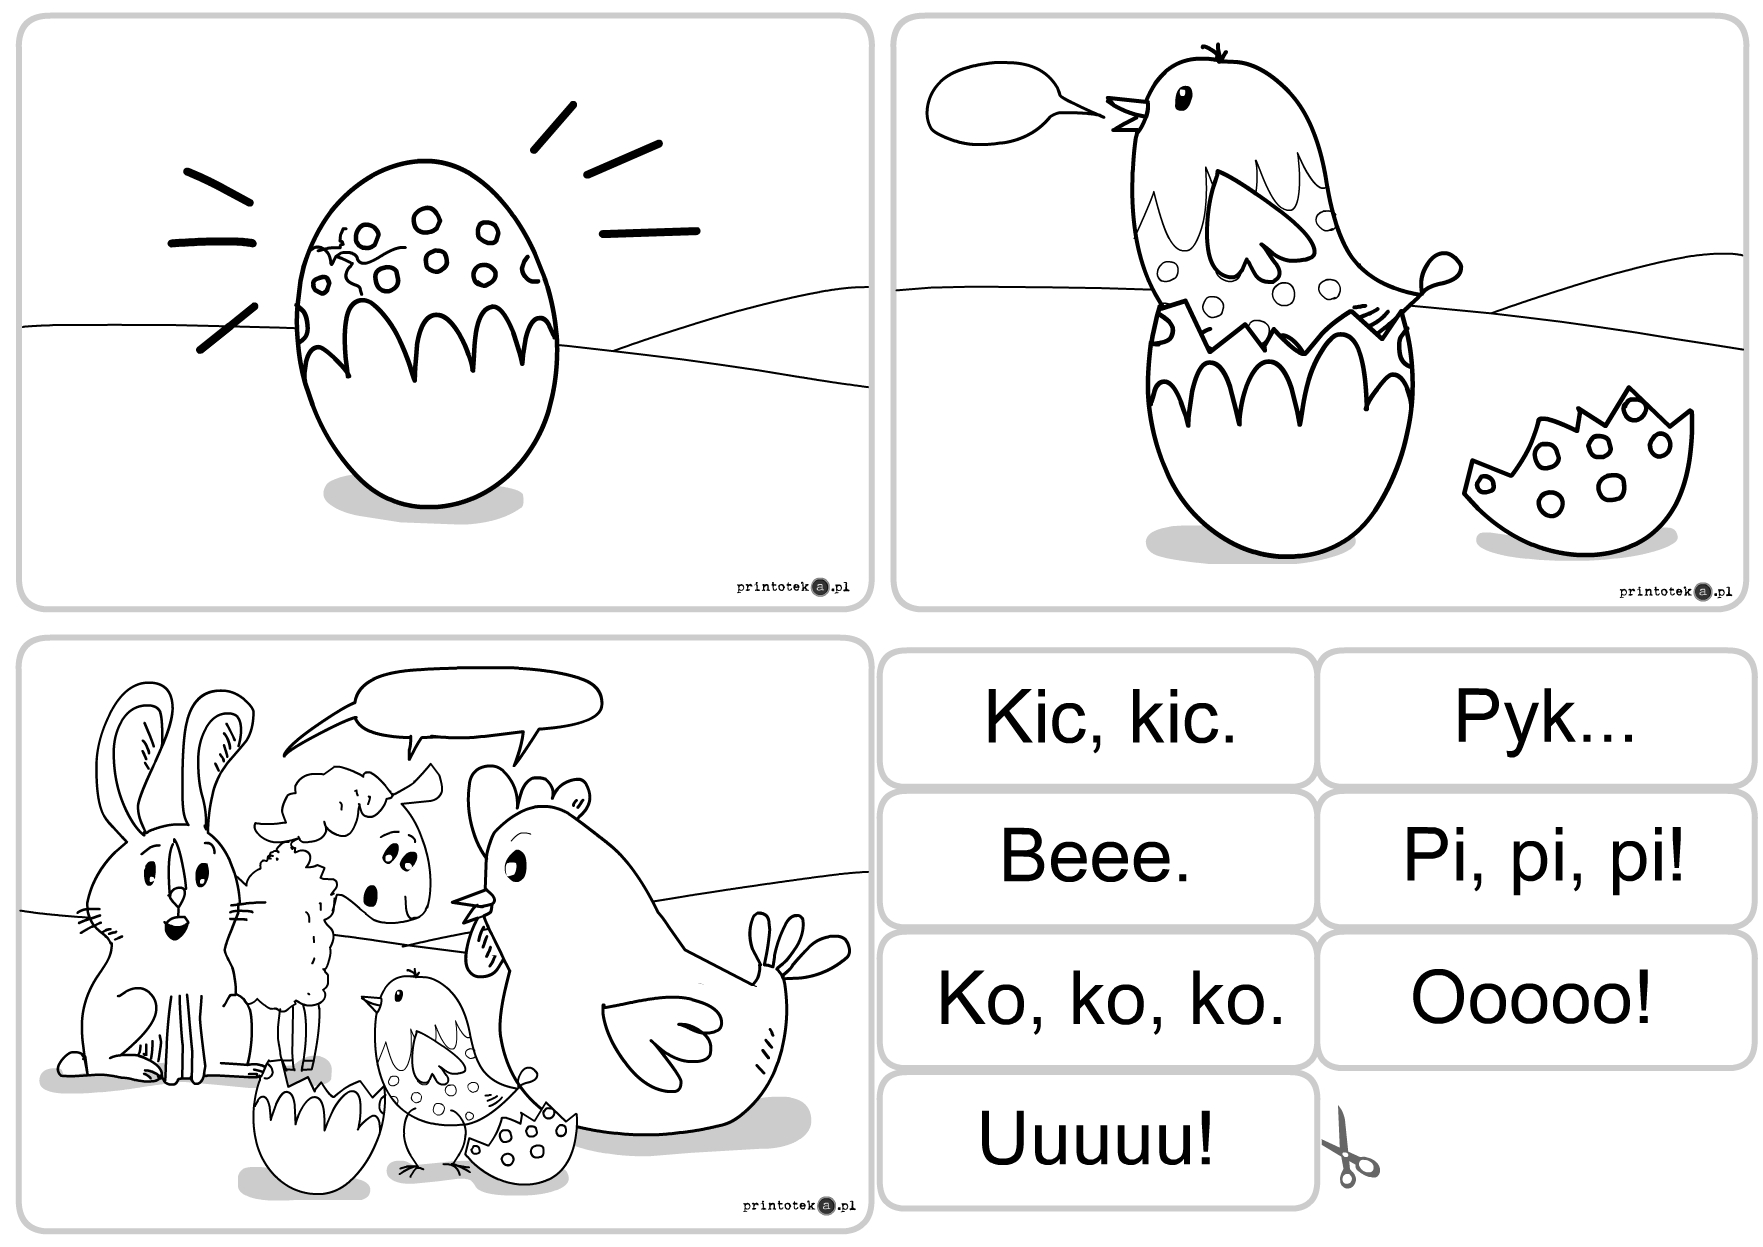 printoteka.pl
printoteka.pl
Kic, kic.
Pyk...
Beee.
Pi, pi, pi!
Ko, ko, ko.
Ooooo!
Uuuuu!
printoteka.pl